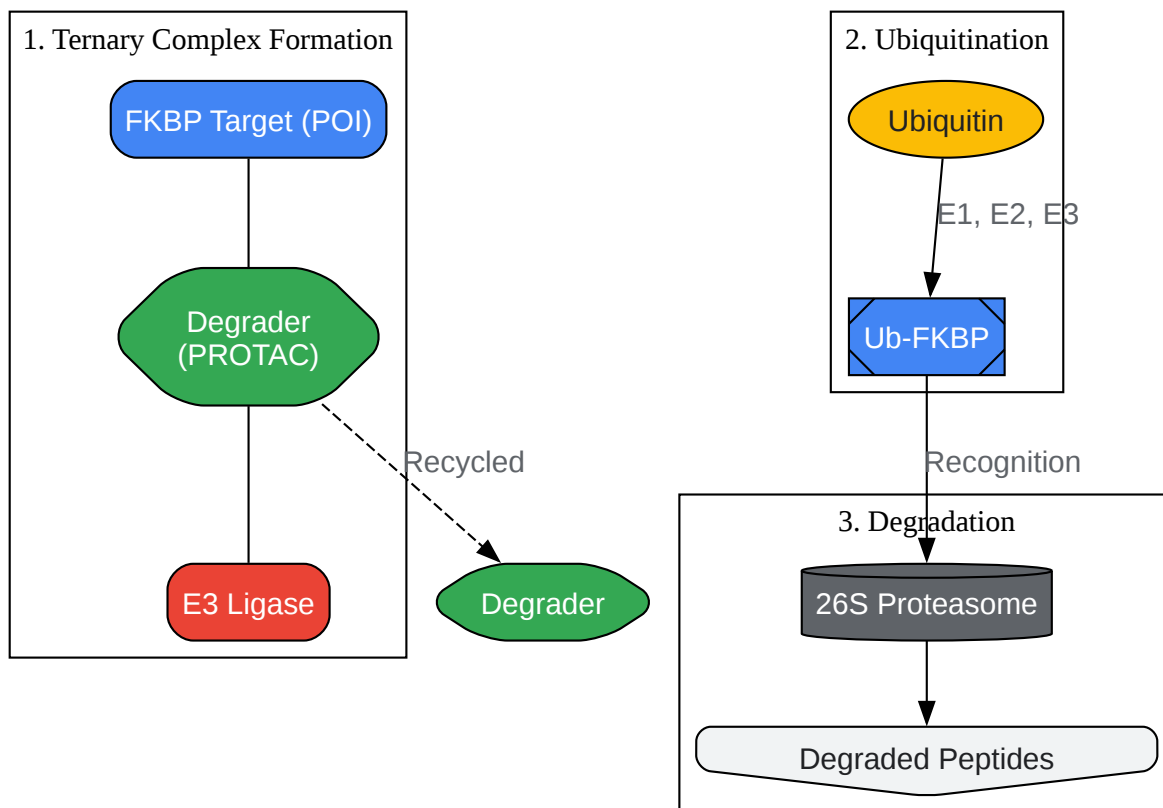 1. Ternary Complex Formation
FKBP Target (POI)
Degrader
(PROTAC)
Recycled
E3 Ligase
Degrader
2. Ubiquitination
Ubiquitin
E1, E2, E3
Ub-FKBP
Recognition
3. Degradation
26S Proteasome
Degraded Peptides